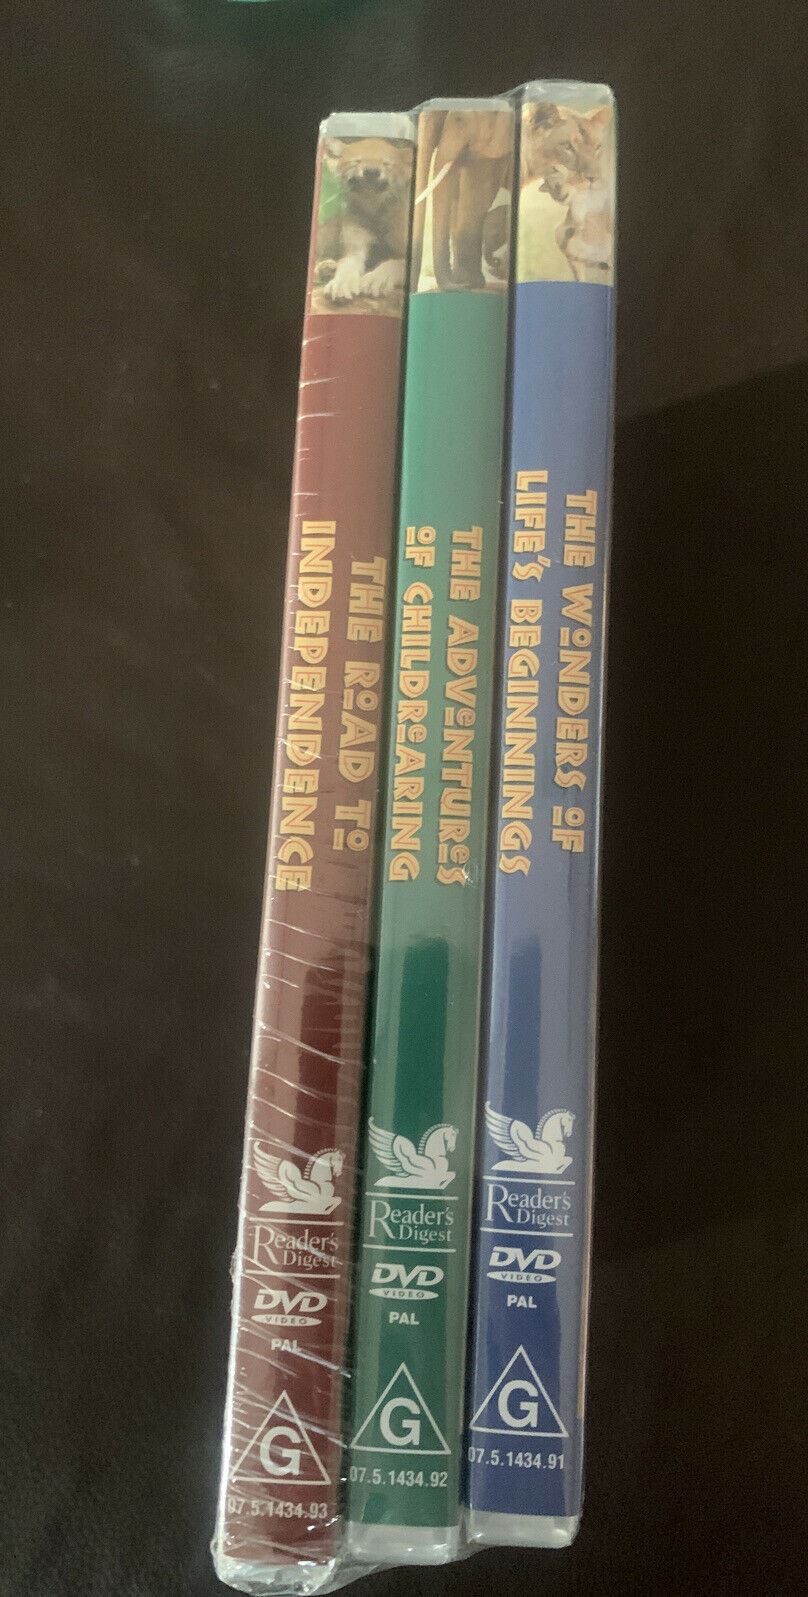 THE ROAD TO
INDEPENDENCE
Reader's
Digest
DVD
VIDEO
PAL
G
07.5.1434.93
THE ADVENTURES
OF CHILDREARING
Reader's
Digest
DVD
VIDEO
PAL
G
07.5.1434.92
THE WONDERS OF
LIFE'S BEGINNINGS
Reader's
Digest
DVD
VIDEO
PAL
G
07.5.1434.91